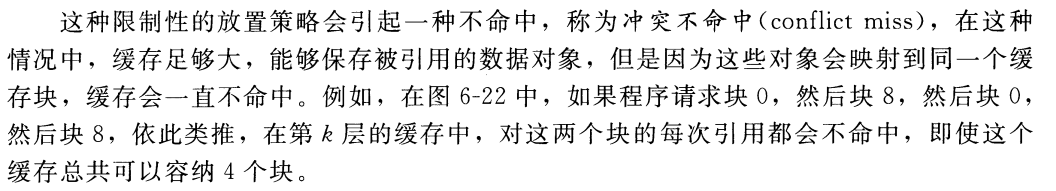 这种限制性的放置策略会引起一种不命中，称为冲突不命中(conflict miss)，在这种
情况中，缓存足够大，能够保存被引用的数据对象，但是因为这些对象会映射到同一个缓
存块，缓存会一直不命中。例如，在图 6-22 中，如果程序请求块 0，然后块 8，然后块 0，
然后块 8，依此类推，在第 k 层的缓存中，对这两个块的每次引用都会不命中，即使这个
缓存总共可以容纳 4 个块。